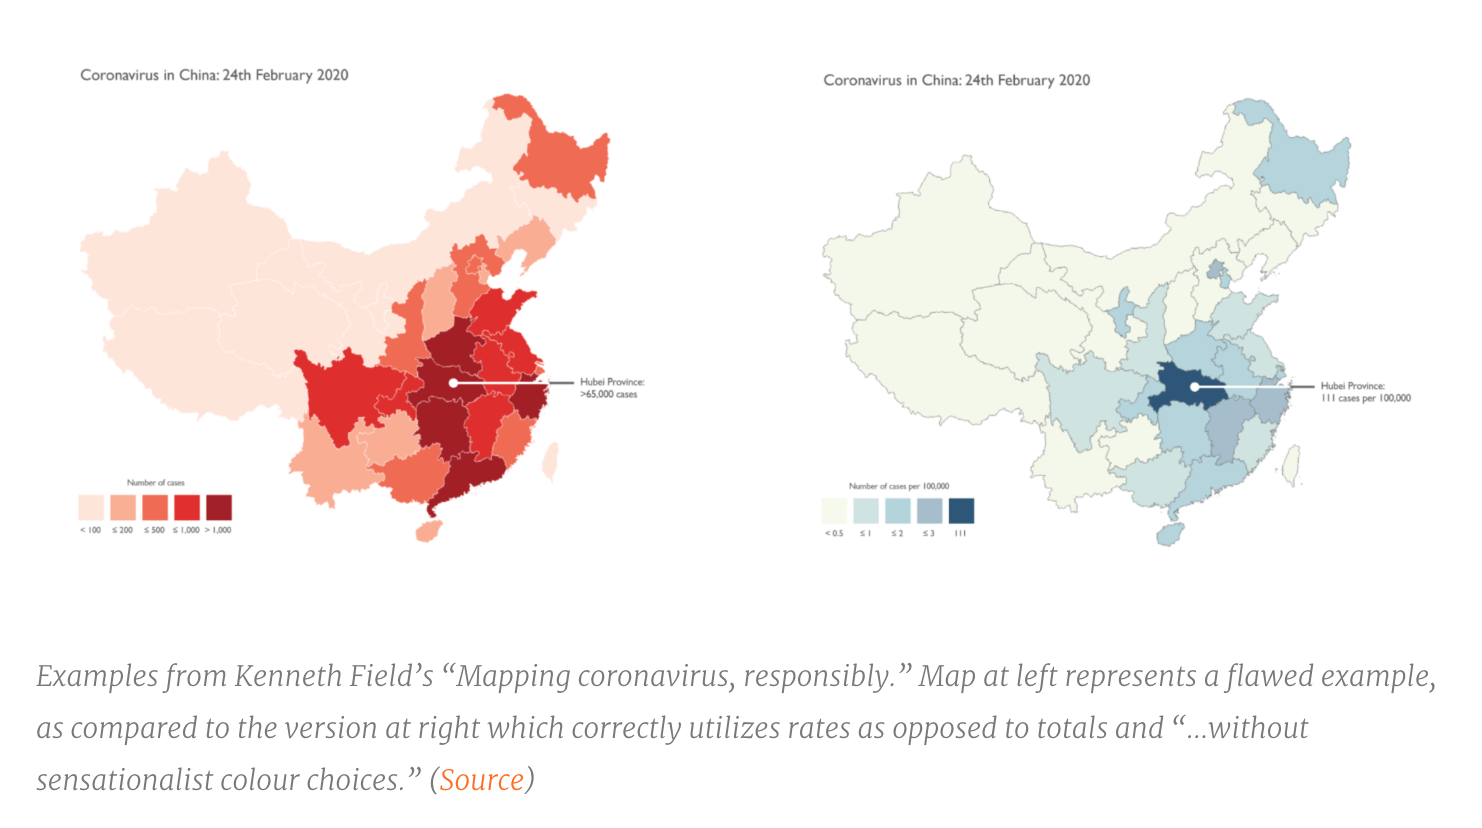 Coronavirus in China: 24th February 2020
Hubei Province:
>65,000 cases
Number of cases
< 100 ≤ 200 ≤ 500 ≤ 1,000 > 1,000
Coronavirus in China: 24th February 2020
Hubei Province:
111 cases per 100,000
Number of cases per 100,000
< 0.5 ≤ 1 ≤ 2 ≤ 3 111
Examples from Kenneth Field’s “Mapping coronavirus, responsibly.” Map at left represents a flawed example,
as compared to the version at right which correctly utilizes rates as opposed to totals and “…without
sensationalist colour choices.” (Source)